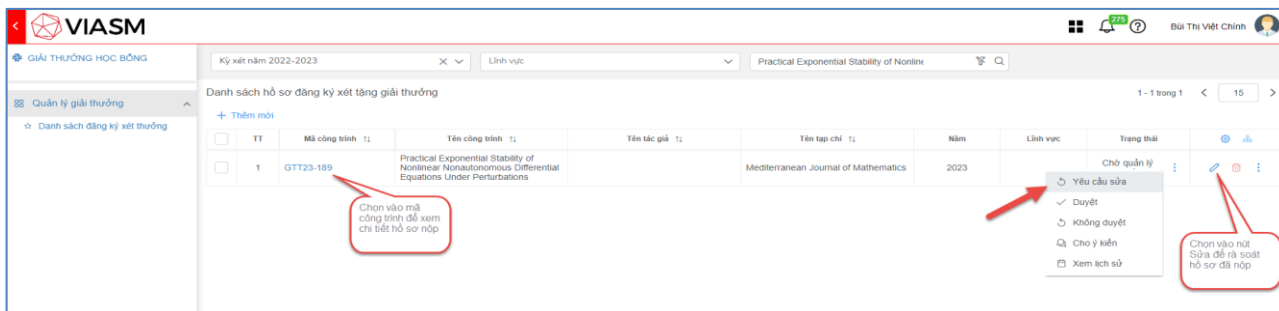 VIASM
275
Bùi Thị Việt Chinh
GIẢI THƯỞNG HỌC BỔNG
Kỳ xét năm 2022-2023
Lĩnh vực
Practical Exponential Stability of Nonline
Quản lý giải thưởng
Danh sách đăng ký xét thưởng
Danh sách hồ sơ đăng ký xét tặng giải thưởng
1 - 1 trong 1
15
+ Thêm mới
TT
Mã công trình
Tên công trình
Tên tác giả
Tên tạp chí
Năm
Lĩnh vực
Trạng thái
1
GTT23-189
Practical Exponential Stability of
Nonlinear Nonautonomous Differential
Equations Under Perturbations
Mediterranean Journal of Mathematics
2023
Chờ quản lý
Yêu cầu sửa
Duyệt
Không duyệt
Cho ý kiến
Xem lịch sử
Chọn vào mã
công trình để xem
chi tiết hồ sơ nộp
Chọn vào nút
Sửa để rà soát
hồ sơ đã nộp